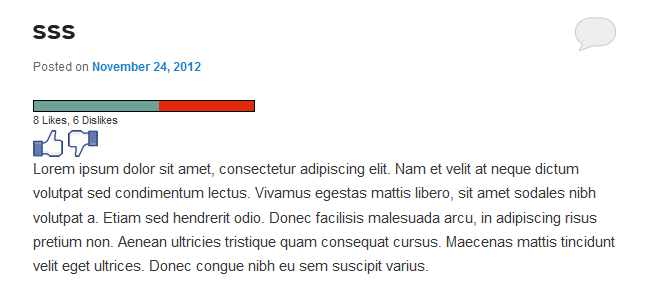 sss
Posted on November 24, 2012
8 Likes, 6 Dislikes
Lorem ipsum dolor sit amet, consectetur adipiscing elit. Nam et velit at neque dictum
volutpat sed condimentum lectus. Vivamus egestas mattis libero, sit amet sodales nibh
volutpat a. Etiam sed hendrerit odio. Donec facilisis malesuada arcu, in adipiscing risus
pretium non. Aenean ultricies tristique quam consequat cursus. Maecenas mattis tincidunt
velit eget ultrices. Donec congue nibh eu sem suscipit varius.